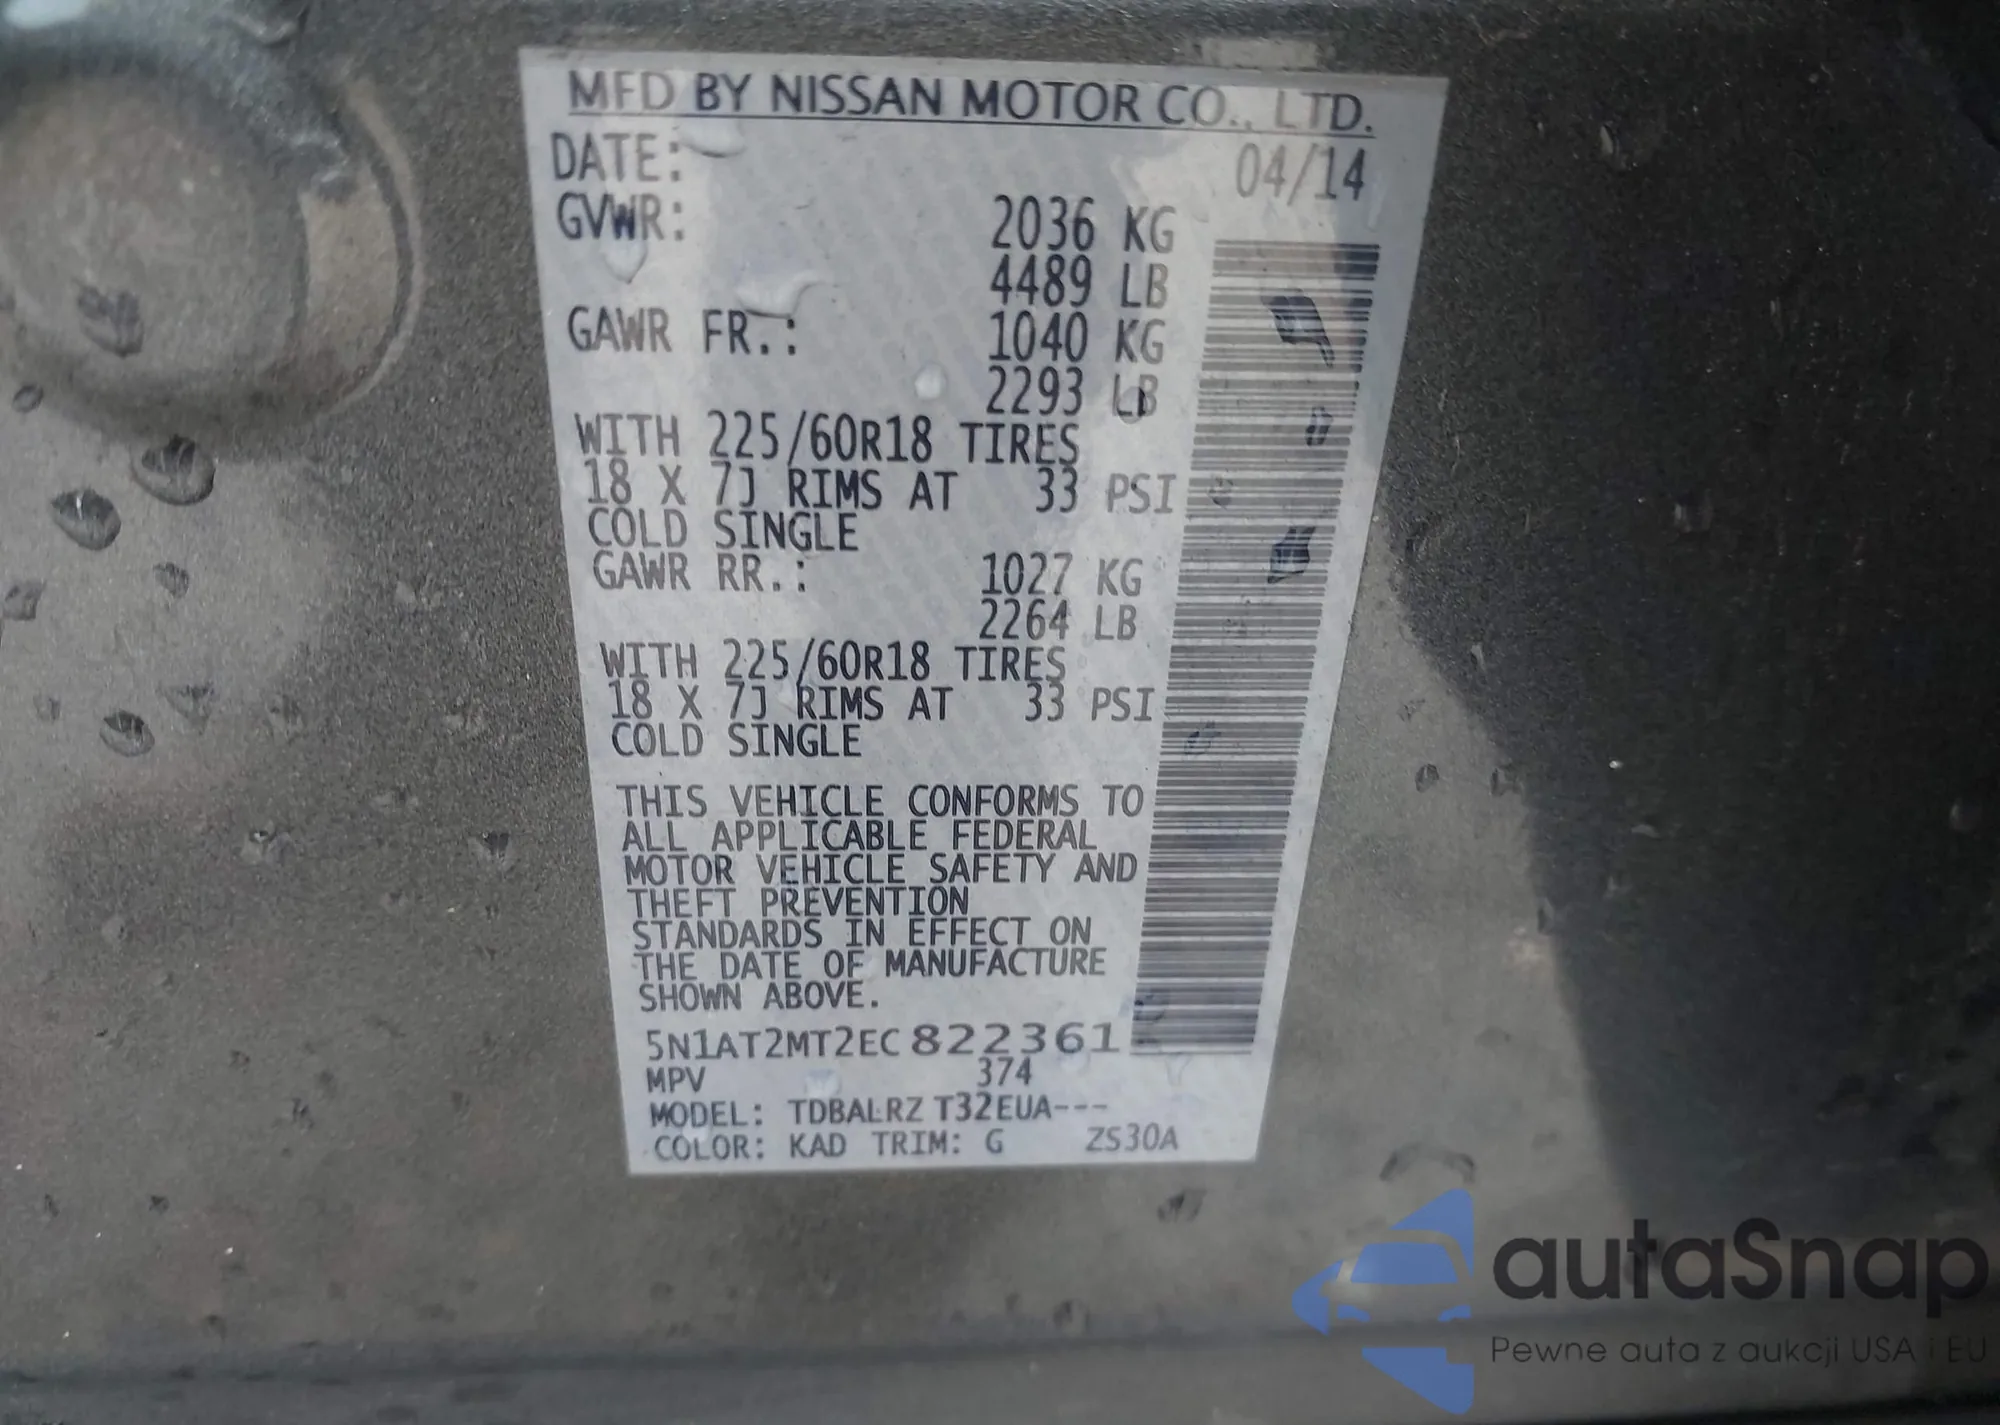 MFD BY NISSAN MOTOR CO., LTD.
DATE: 04/14
GVWR: 2036 KG
4489 LB
GAWR FR.: 1040 KG
2293 LB
WITH 225/60R18 TIRES
18 X 7J RIMS AT 33 PSI
COLD SINGLE
GAWR RR.: 1027 KG
2264 LB
WITH 225/60R18 TIRES
18 X 7J RIMS AT 33 PSI
COLD SINGLE
THIS VEHICLE CONFORMS TO
ALL APPLICABLE FEDERAL
MOTOR VEHICLE SAFETY AND
THEFT PREVENTION
STANDARDS IN EFFECT ON
THE DATE OF MANUFACTURE
SHOWN ABOVE.
5N1AT2MT2EC822361
MPV 374
MODEL: TDBALRZ T32EUA---
COLOR: KAD TRIM: G ZS30A
autaSnap
Pewne auta z aukcji USA i EU